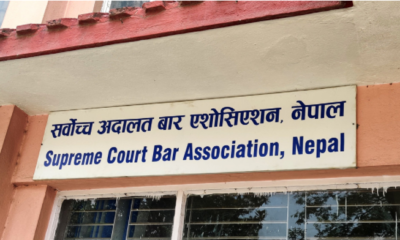 सर्वोच्च अदालत बार एशोसिएशन, नेपाल
Supreme Court Bar Association, Nepal